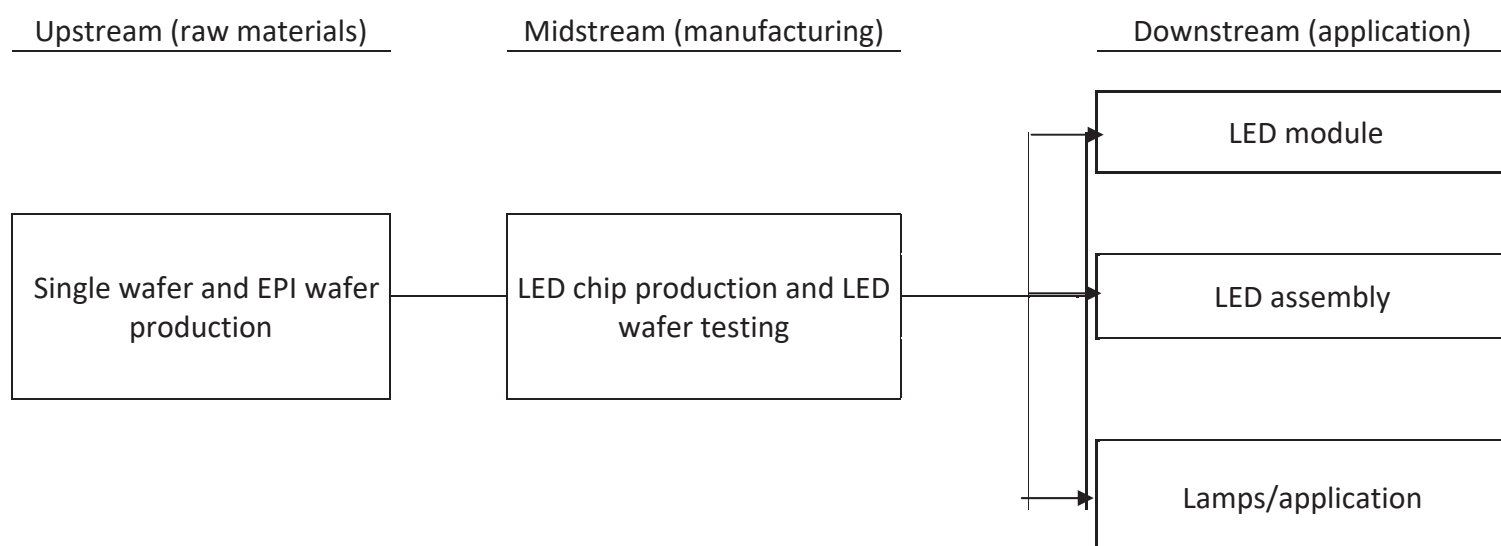 Upstream (raw materials)
Midstream (manufacturing)
Downstream (application)
LED module
Single wafer and EPI wafer
production
LED chip production and LED
wafer testing
LED assembly
Lamps/application